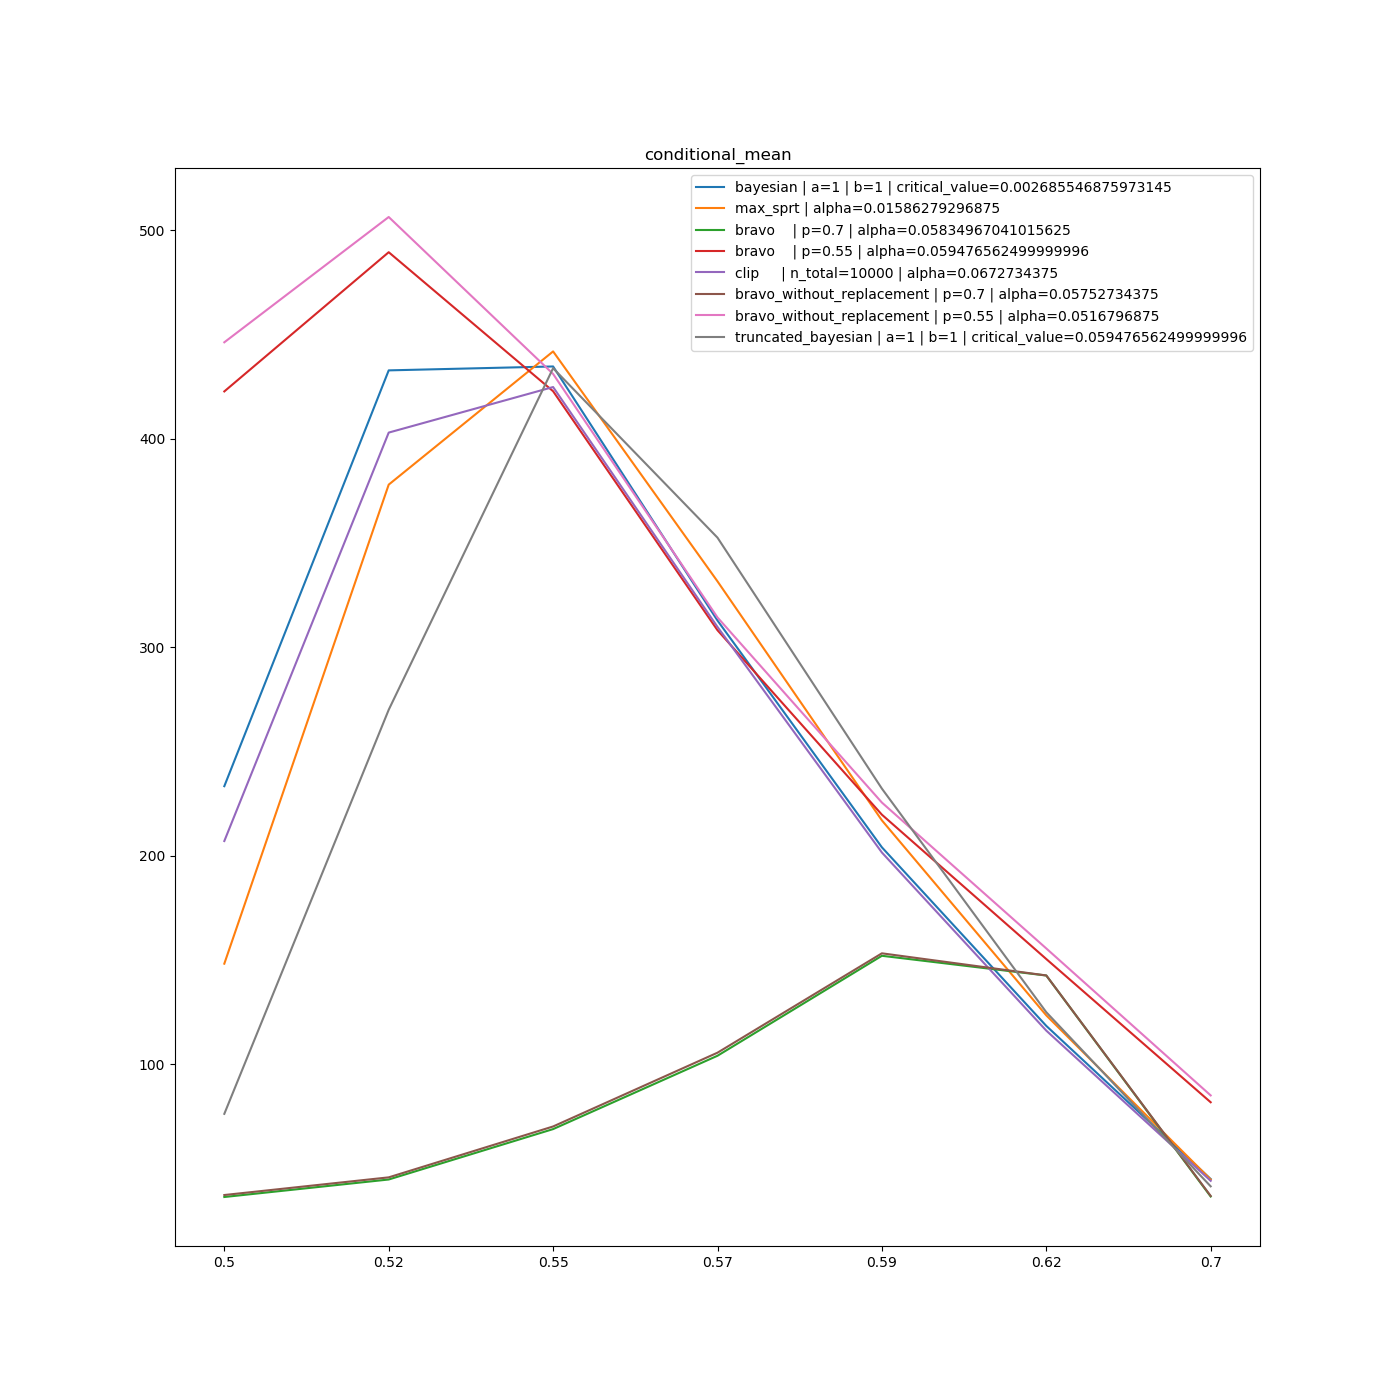 conditional_mean
bayesian | a=1 | b=1 | critical_value=0.002685546875973145
max_sprt | alpha=0.01586279296875
bravo    | p=0.7 | alpha=0.05834967041015625
bravo    | p=0.55 | alpha=0.059476562499999996
clip     | n_total=10000 | alpha=0.0672734375
bravo_without_replacement | p=0.7 | alpha=0.05752734375
bravo_without_replacement | p=0.55 | alpha=0.0516796875
truncated_bayesian | a=1 | b=1 | critical_value=0.059476562499999996
500
400
300
200
100
0.5 0.52 0.55 0.57 0.59 0.62 0.7